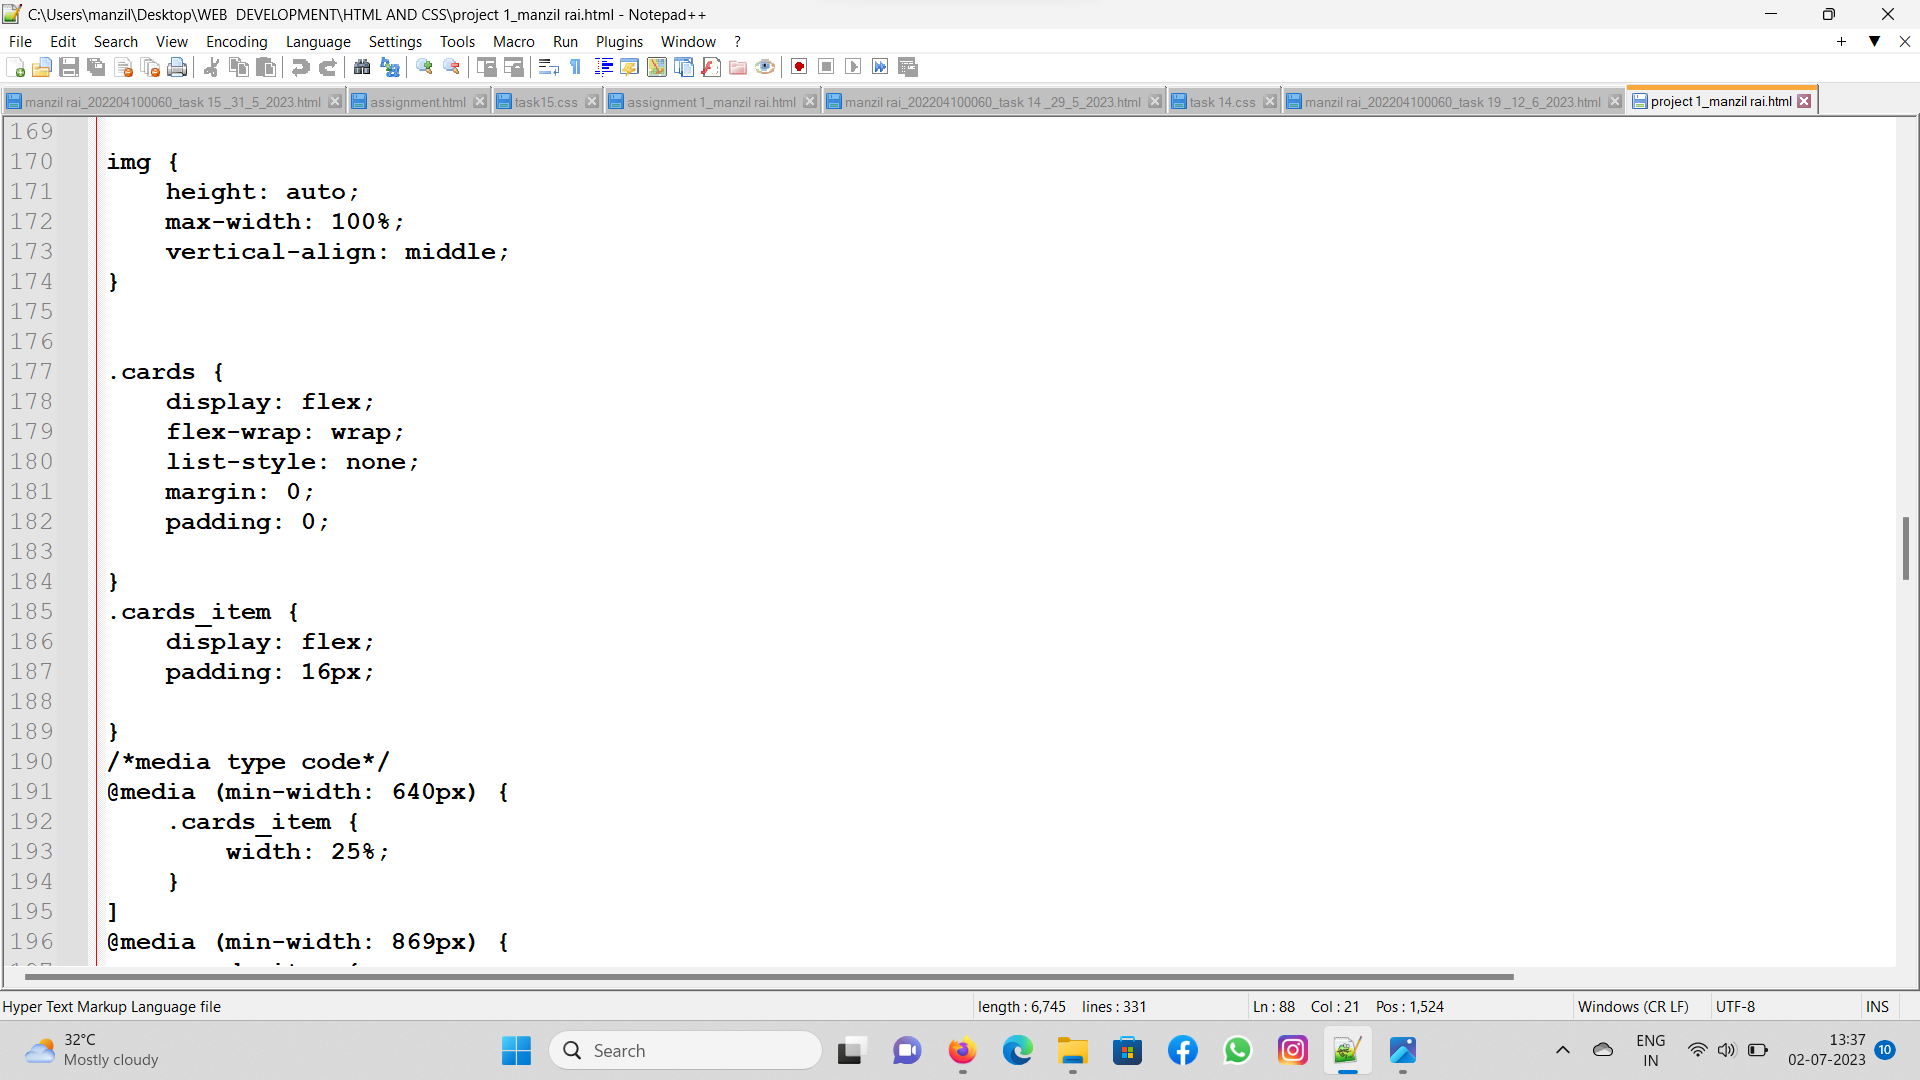 C:\Users\manzil\Desktop\WEB  DEVELOPMENT\HTML AND CSS\project 1_manzil rai.html - Notepad++
File Edit Search View Encoding Language Settings Tools Macro Run Plugins Window ?
manzil rai_202204100060_task 15 _31_5_2023.html assignment.html task15.css assignment 1_manzil rai.html manzil rai_202204100060_task 14 _29_5_2023.html task 14.css manzil rai_202204100060_task 19 _12_6_2023.html project 1_manzil rai.html
169
170 img {
171     height: auto;
172     max-width: 100%;
173     vertical-align: middle;
174 }
175
176
177 .cards {
178     display: flex;
179     flex-wrap: wrap;
180     list-style: none;
181     margin: 0;
182     padding: 0;
183
184 }
185 .cards_item {
186     display: flex;
187     padding: 16px;
188
189 }
190 /*media type code*/
191 @media (min-width: 640px) {
192     .cards_item {
193         width: 25%;
194     }
195 ]
196 @media (min-width: 869px) {
Hyper Text Markup Language file length : 6,745 lines : 331 Ln : 88 Col : 21 Pos : 1,524 Windows (CR LF) UTF-8 INS
32°C
Mostly cloudy
Search
ENG
IN
13:37
02-07-2023
10